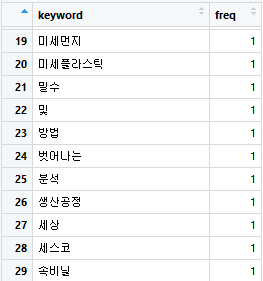 keyword freq
19 미세먼지 1
20 미세플라스틱 1
21 밀수 1
22 및 1
23 방법 1
24 벗어나는 1
25 분석 1
26 생산공정 1
27 세상 1
28 세스코 1
29 속비닐 1